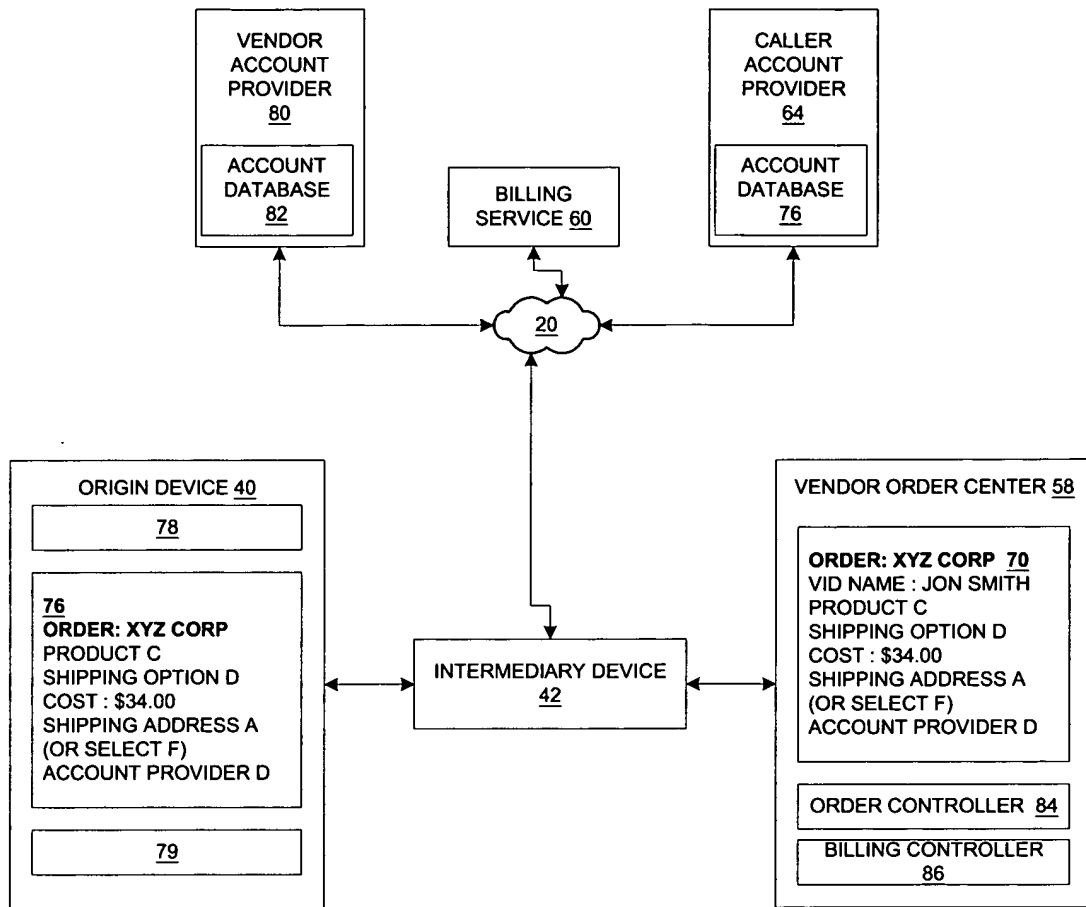 VENDOR
ACCOUNT
PROVIDER
80
ACCOUNT
DATABASE
82
BILLING
SERVICE 60
CALLER
ACCOUNT
PROVIDER
64
ACCOUNT
DATABASE
76
20
ORIGIN DEVICE 40
78
76
ORDER: XYZ CORP
PRODUCT C
SHIPPING OPTION D
COST : $34.00
SHIPPING ADDRESS A
(OR SELECT F)
ACCOUNT PROVIDER D
79
INTERMEDIARY DEVICE
42
VENDOR ORDER CENTER 58
ORDER: XYZ CORP 70
VID NAME : JON SMITH
PRODUCT C
SHIPPING OPTION D
COST : $34.00
SHIPPING ADDRESS A
(OR SELECT F)
ACCOUNT PROVIDER D
ORDER CONTROLLER 84
BILLING CONTROLLER
86